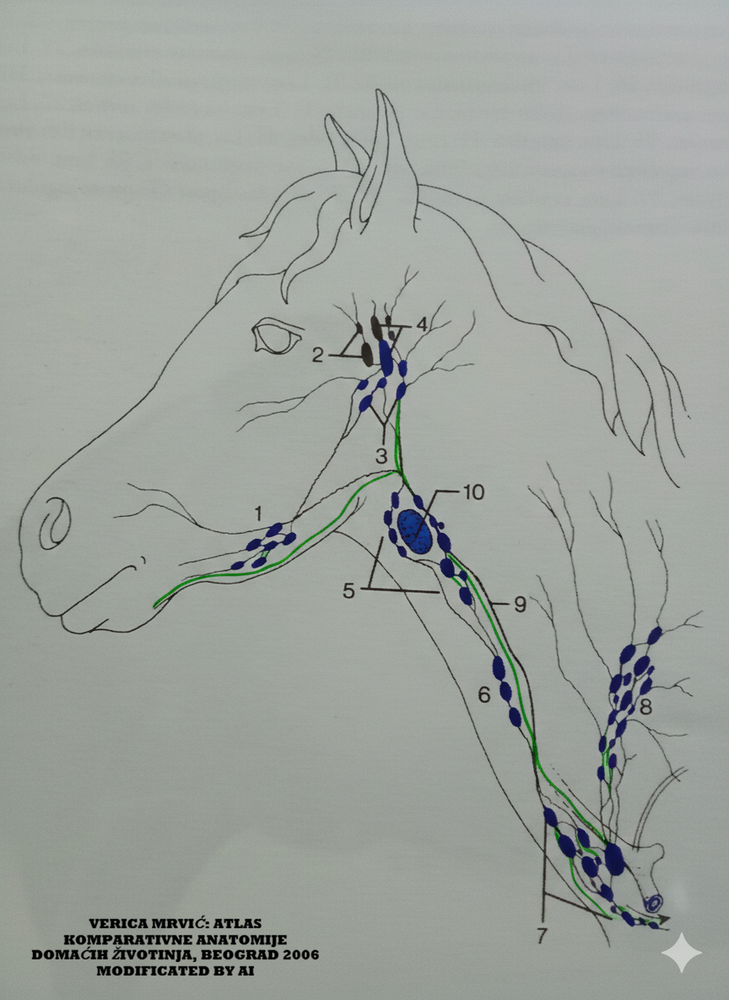 4
2
3
10
1
5
9
6
8
7
VERICA MRVIĆ: ATLAS
KOMPARATIVNE ANATOMIJE
DOMAĆIH ŽIVOTINJA, BEOGRAD 2006
MODIFICATED BY AI